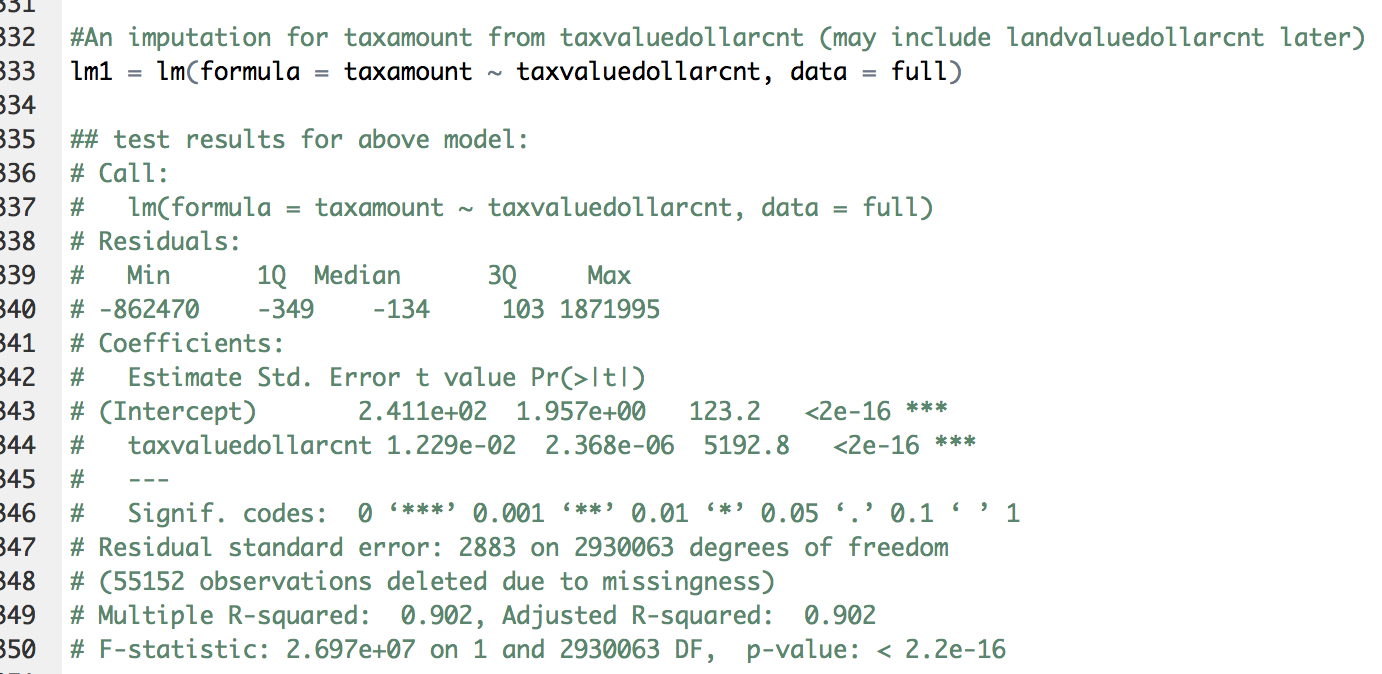 331
332 #An imputation for taxamount from taxvaluedollarcnt (may include landvaluedollarcnt later)
333 lm1 = lm(formula = taxamount ~ taxvaluedollarcnt, data = full)
334
335 ## test results for above model:
336 # Call:
337 #   lm(formula = taxamount ~ taxvaluedollarcnt, data = full)
338 # Residuals:
339 #   Min      1Q  Median      3Q     Max
340 # -862470    -349    -134     103 1871995
341 # Coefficients:
342 #   Estimate Std. Error t value Pr(>|t|)
343 # (Intercept)       2.411e+02  1.957e+00   123.2   <2e-16 ***
344 #   taxvaluedollarcnt 1.229e-02  2.368e-06  5192.8   <2e-16 ***
345 #   ---
346 #   Signif. codes:  0 ‘***’ 0.001 ‘**’ 0.01 ‘*’ 0.05 ‘.’ 0.1 ‘ ’ 1
347 # Residual standard error: 2883 on 2930063 degrees of freedom
348 # (55152 observations deleted due to missingness)
349 # Multiple R-squared:  0.902, Adjusted R-squared:  0.902
350 # F-statistic: 2.697e+07 on 1 and 2930063 DF,  p-value: < 2.2e-16